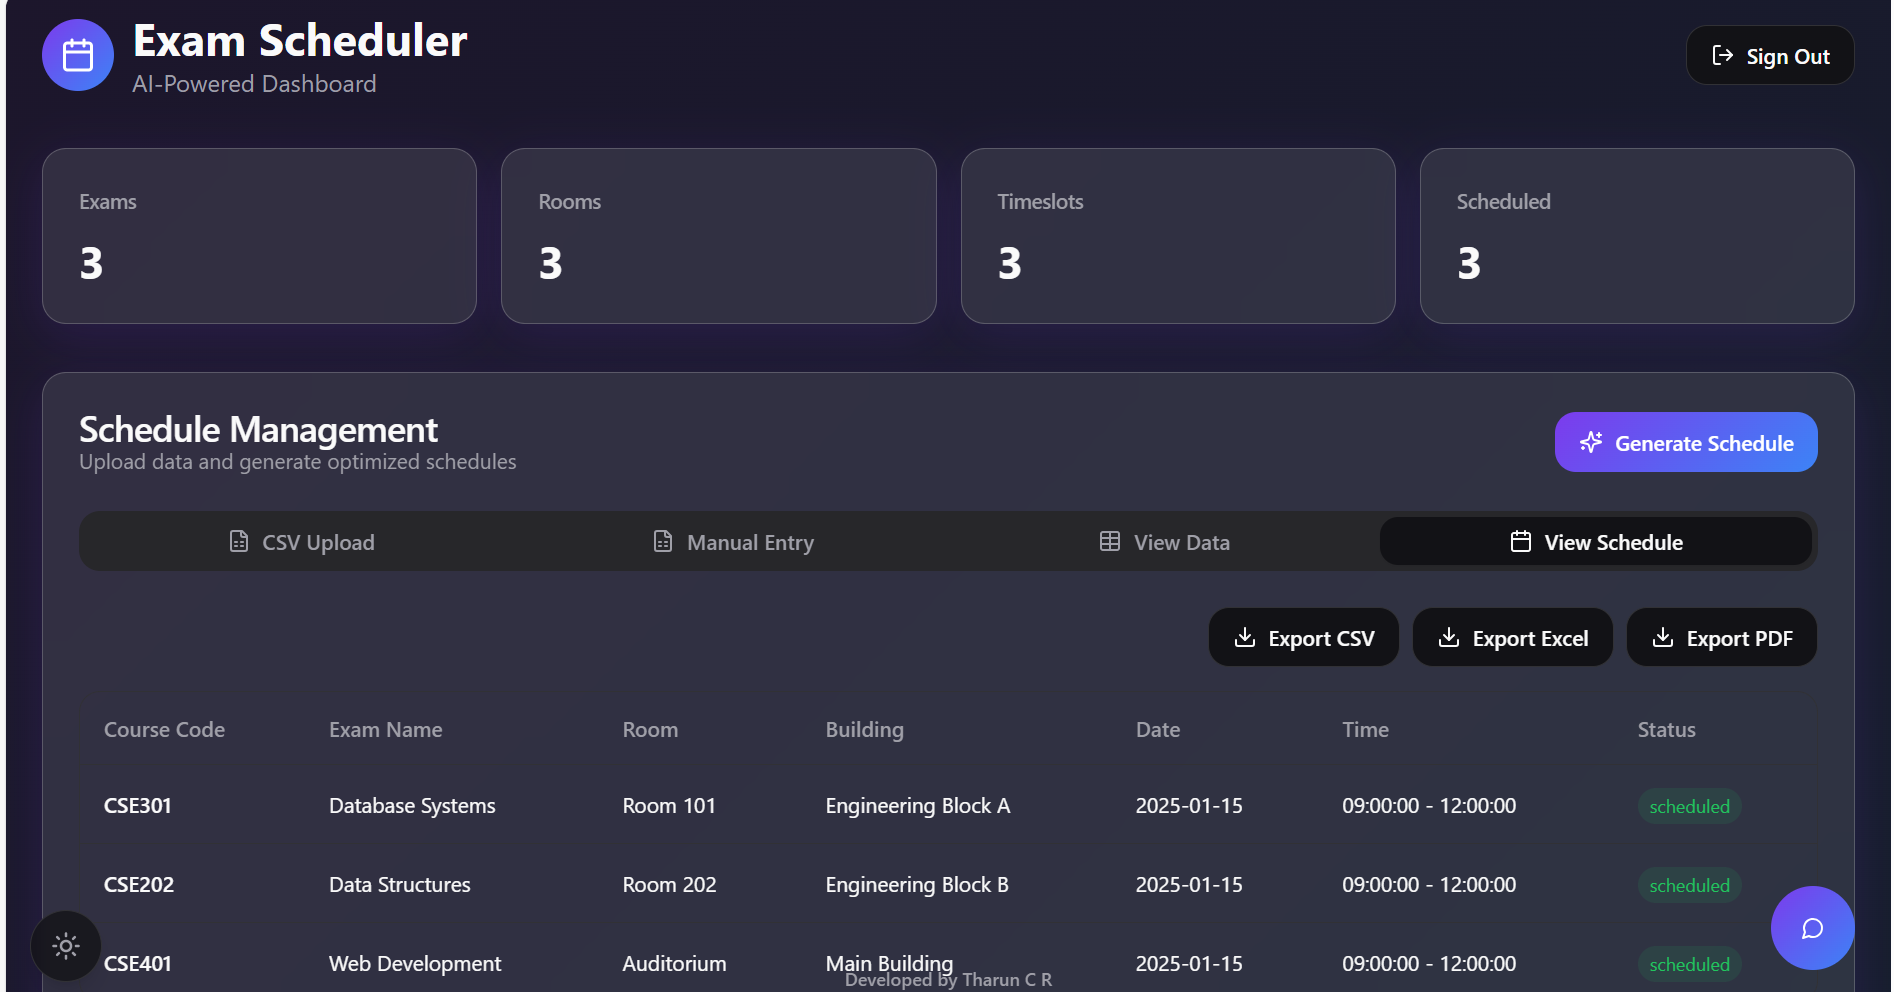 Exam Scheduler
AI-Powered Dashboard
Sign Out
Exams
3
Rooms
3
Timeslots
3
Scheduled
3
Schedule Management
Upload data and generate optimized schedules
Generate Schedule
CSV Upload
Manual Entry
View Data
View Schedule
Export CSV
Export Excel
Export PDF
Course Code Exam Name Room Building Date Time Status
CSE301 Database Systems Room 101 Engineering Block A 2025-01-15 09:00:00 - 12:00:00 scheduled
CSE202 Data Structures Room 202 Engineering Block B 2025-01-15 09:00:00 - 12:00:00 scheduled
CSE401 Web Development Auditorium Main Building 2025-01-15 09:00:00 - 12:00:00 scheduled
Developed by Tharun C R